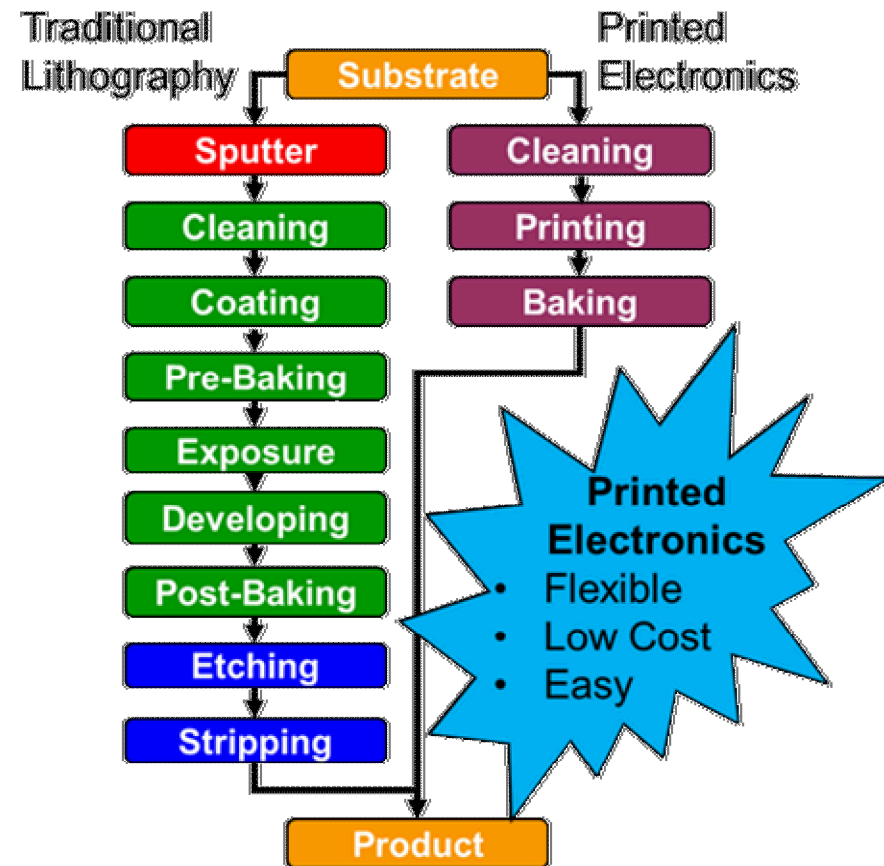 Traditional
Lithography
Printed
Electronics
Substrate
Sputter
Cleaning
Coating
Pre-Baking
Exposure
Developing
Post-Baking
Etching
Stripping
Cleaning
Printing
Baking
Printed
Electronics
• Flexible
• Low Cost
• Easy
Product